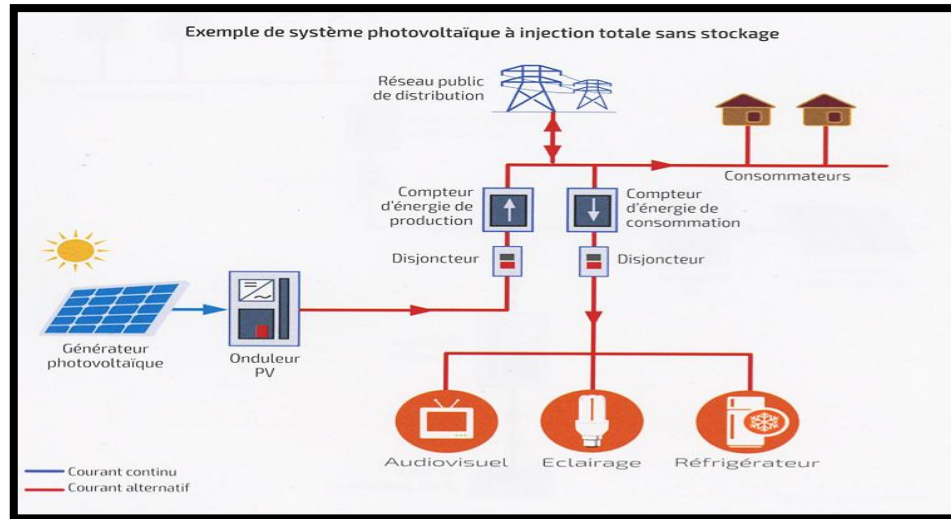 Exemple de système photovoltaïque à injection totale sans stockage
Réseau public
de distribution
Consommateurs
Compteur
d'énergie de
production
Compteur
d'énergie de
consommation
Disjoncteur
Disjoncteur
Générateur
photovoltaïque
Onduleur
PV
Audiovisuel
Eclairage
Réfrigérateur
Courant continu
Courant alternatif